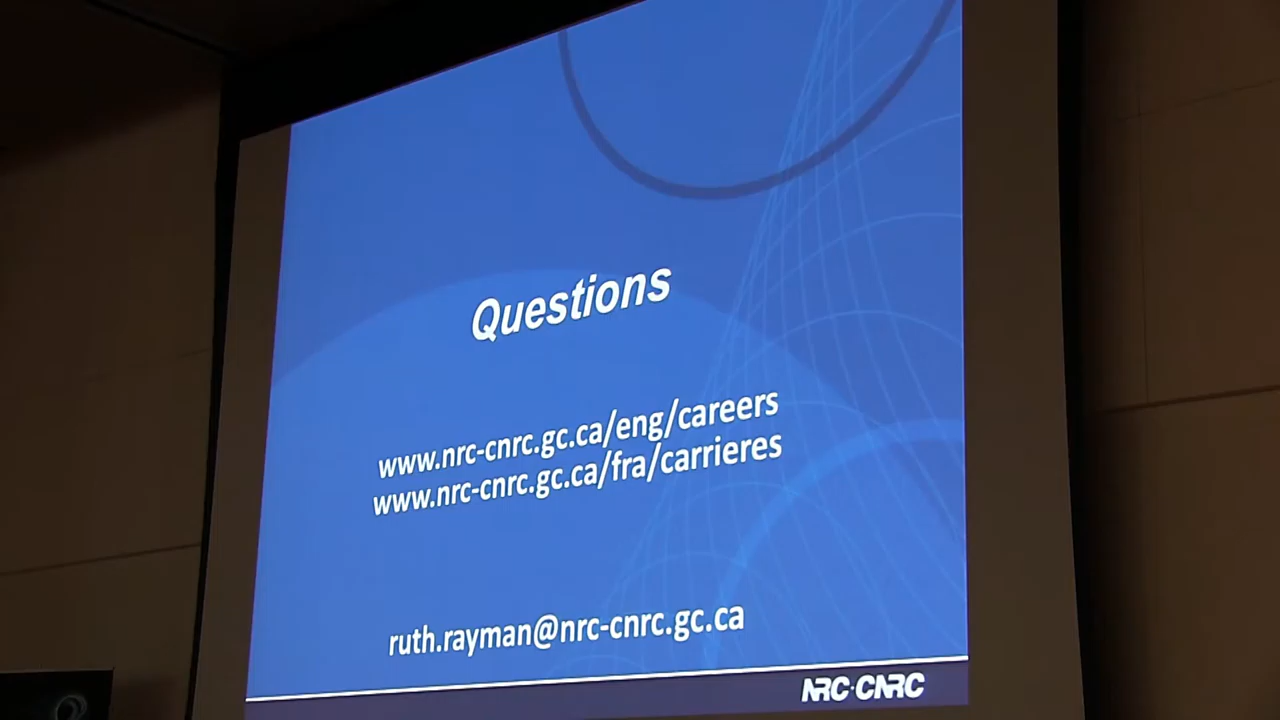 Questions
www.nrc-cnrc.gc.ca/eng/careers
www.nrc-cnrc.gc.ca/fra/carrieres
ruth.rayman@nrc-cnrc.gc.ca
NRC·CNRC